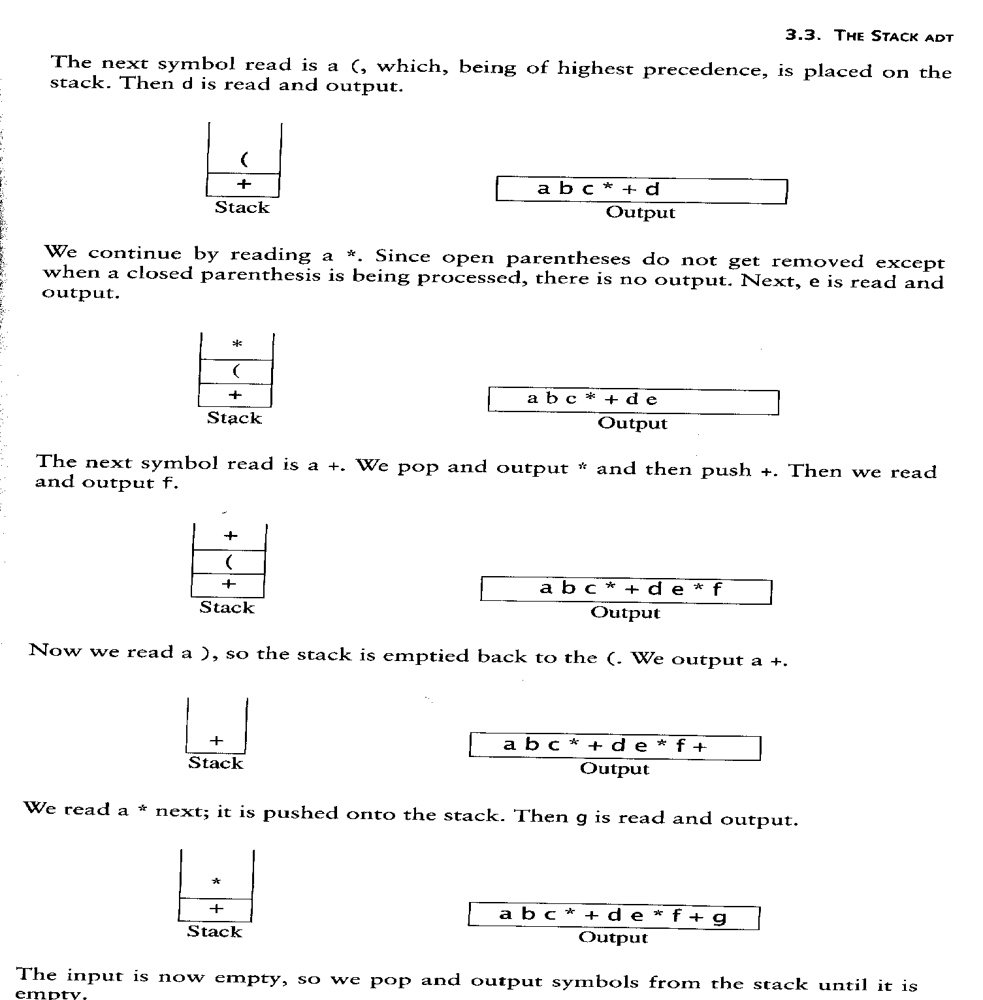 3.3. THE STACK ADT
The next symbol read is a (, which, being of highest precedence, is placed on the
stack. Then d is read and output.
(
+
Stack
a b c * + d
Output
We continue by reading a *. Since open parentheses do not get removed except
when a closed parenthesis is being processed, there is no output. Next, e is read and
output.
*
(
+
Stack
a b c * + d e
Output
The next symbol read is a +. We pop and output * and then push +. Then we read
and output f.
+
(
+
Stack
a b c * + d e * f
Output
Now we read a ), so the stack is emptied back to the (. We output a +.
+
Stack
a b c * + d e * f +
Output
We read a * next; it is pushed onto the stack. Then g is read and output.
*
+
Stack
a b c * + d e * f + g
Output
The input is now empty, so we pop and output symbols from the stack until it is
empty.